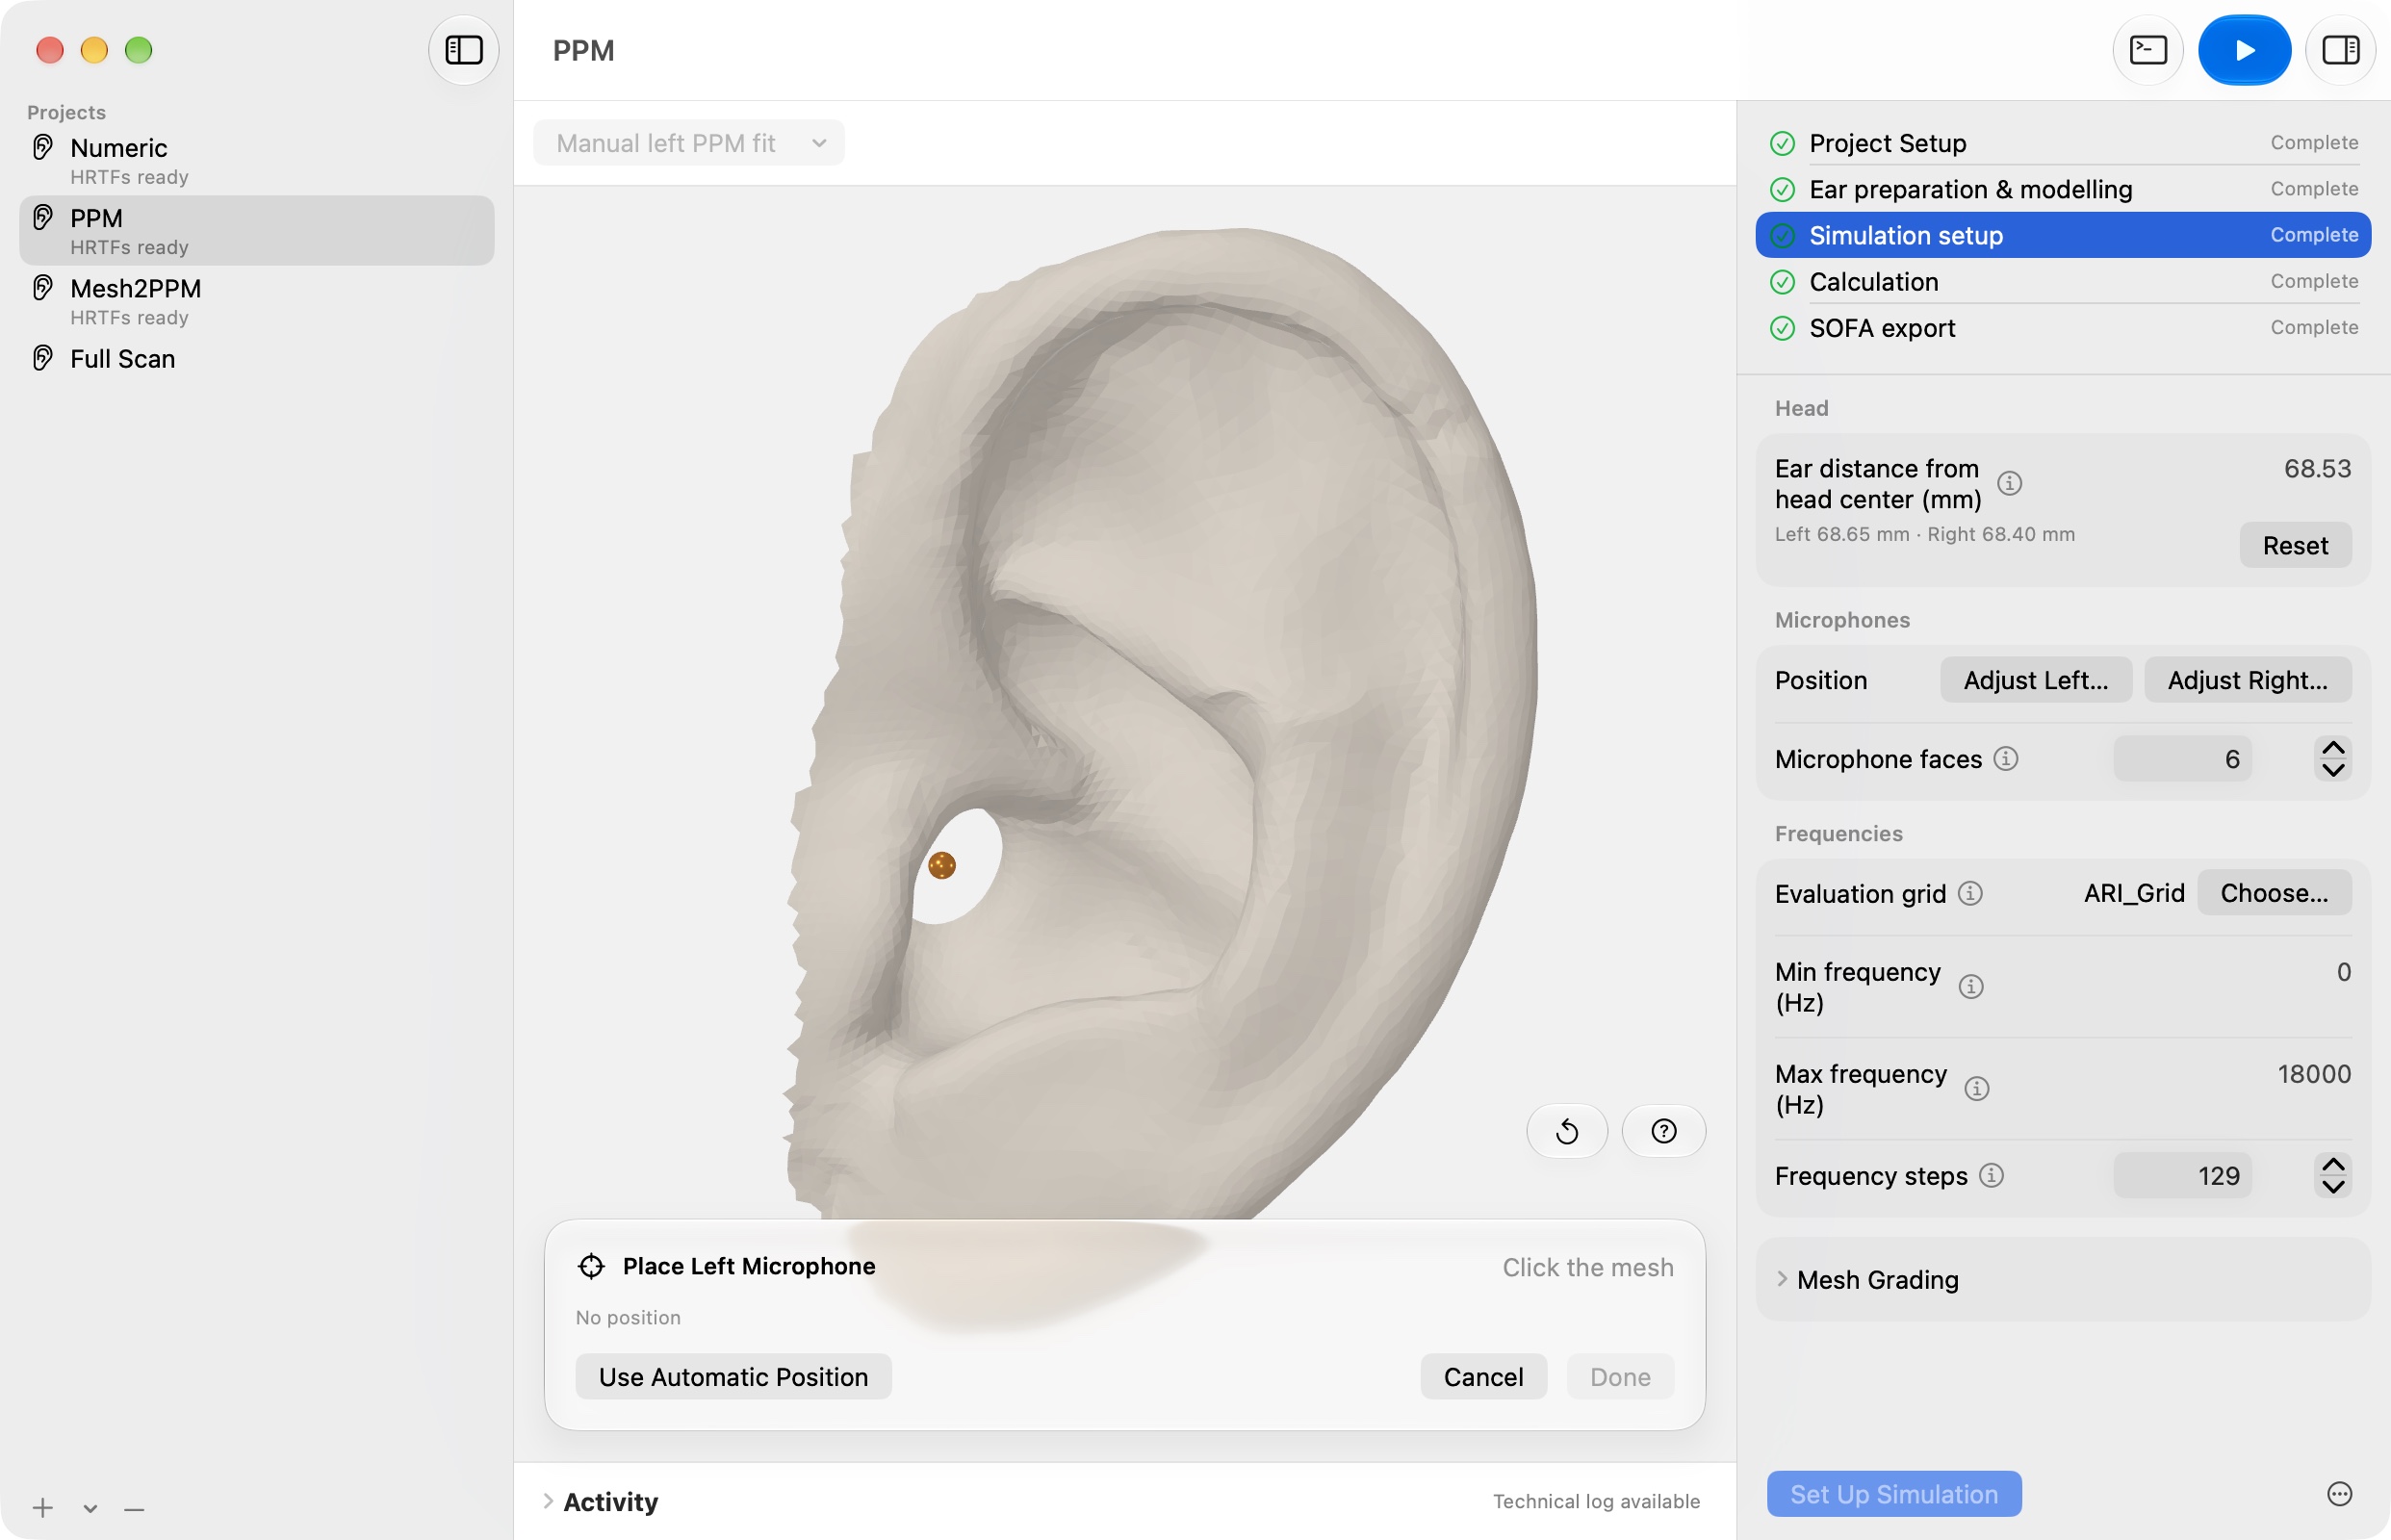 PPM
Projects
Numeric
HRTFs ready
PPM
HRTFs ready
Mesh2PPM
HRTFs ready
Full Scan
Manual left PPM fit
Place Left Microphone
Click the mesh
No position
Use Automatic Position
Cancel
Done
Activity
Technical log available
Project Setup
Complete
Ear preparation & modelling
Complete
Simulation setup
Complete
Calculation
Complete
SOFA export
Complete
Head
Ear distance from
head center (mm)
68.53
Left 68.65 mm · Right 68.40 mm
Reset
Microphones
Position
Adjust Left...
Adjust Right...
Microphone faces
6
Frequencies
Evaluation grid
ARI_Grid
Choose...
Min frequency
(Hz)
0
Max frequency
(Hz)
18000
Frequency steps
129
Mesh Grading
Set Up Simulation